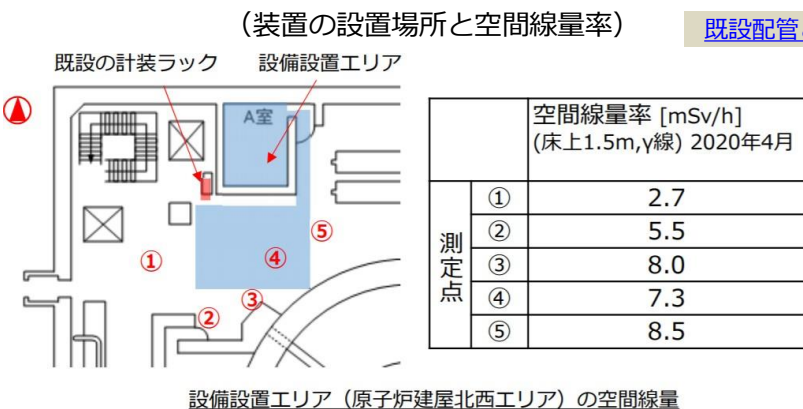 （装置の設置場所と空間線量率）
既設配管
既設の計装ラック
設備設置エリア
A室
①
②
③
④
⑤
空間線量率 [mSv/h]
(床上1.5m,γ線) 2020年4月
測定点
① 2.7
② 5.5
③ 8.0
④ 7.3
⑤ 8.5
設備設置エリア（原子炉建屋北西エリア）の空間線量